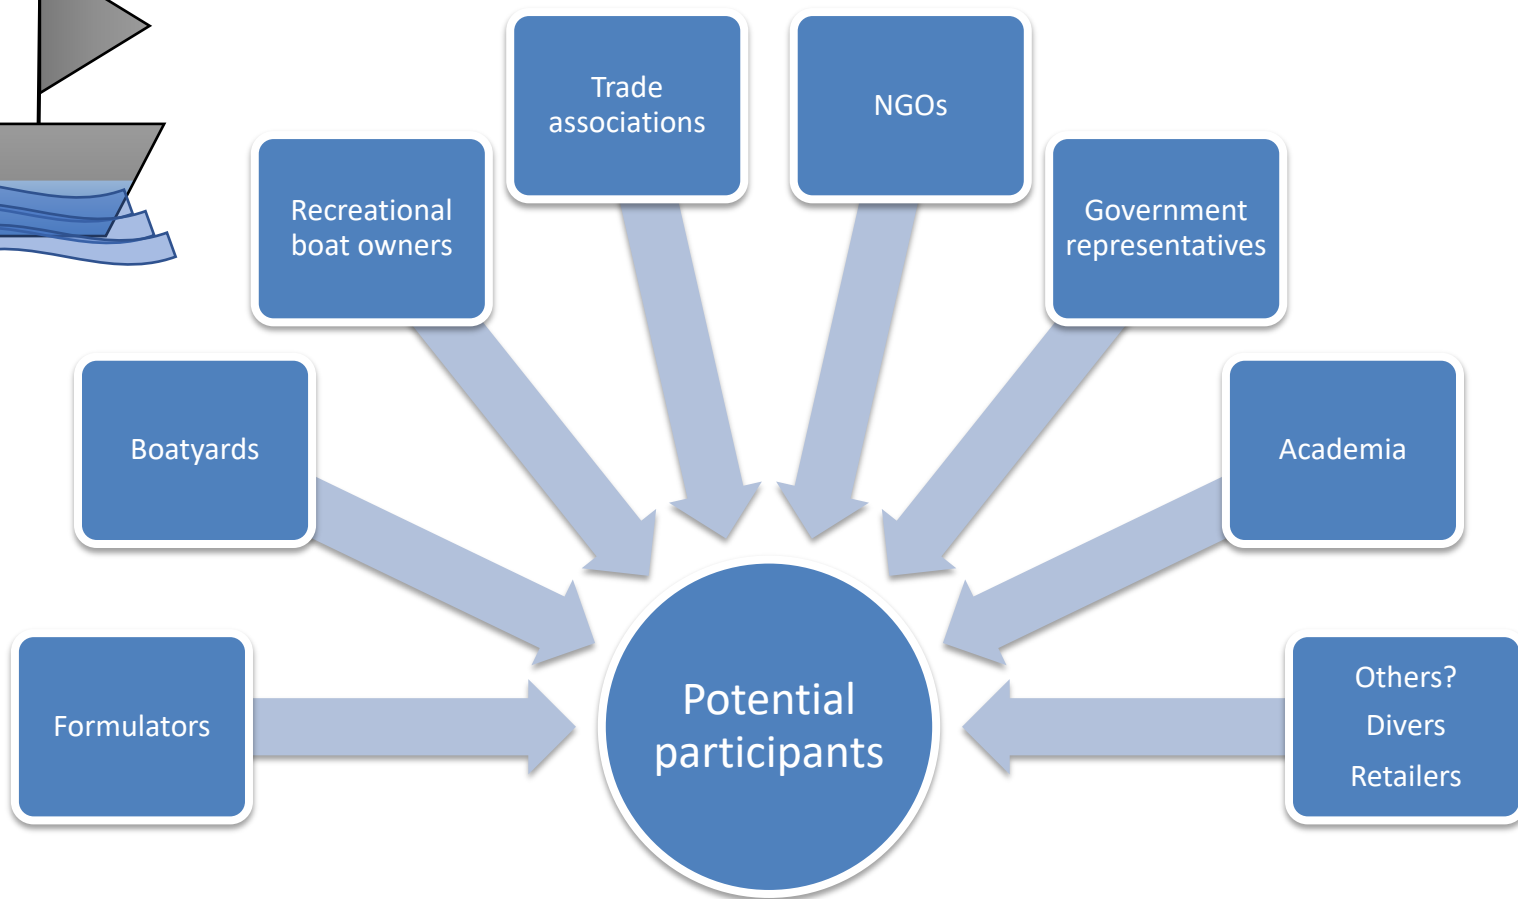 Trade
associations
NGOs
Recreational
boat owners
Government
representatives
Boatyards
Academia
Formulators
Potential
participants
Others?
Divers
Retailers